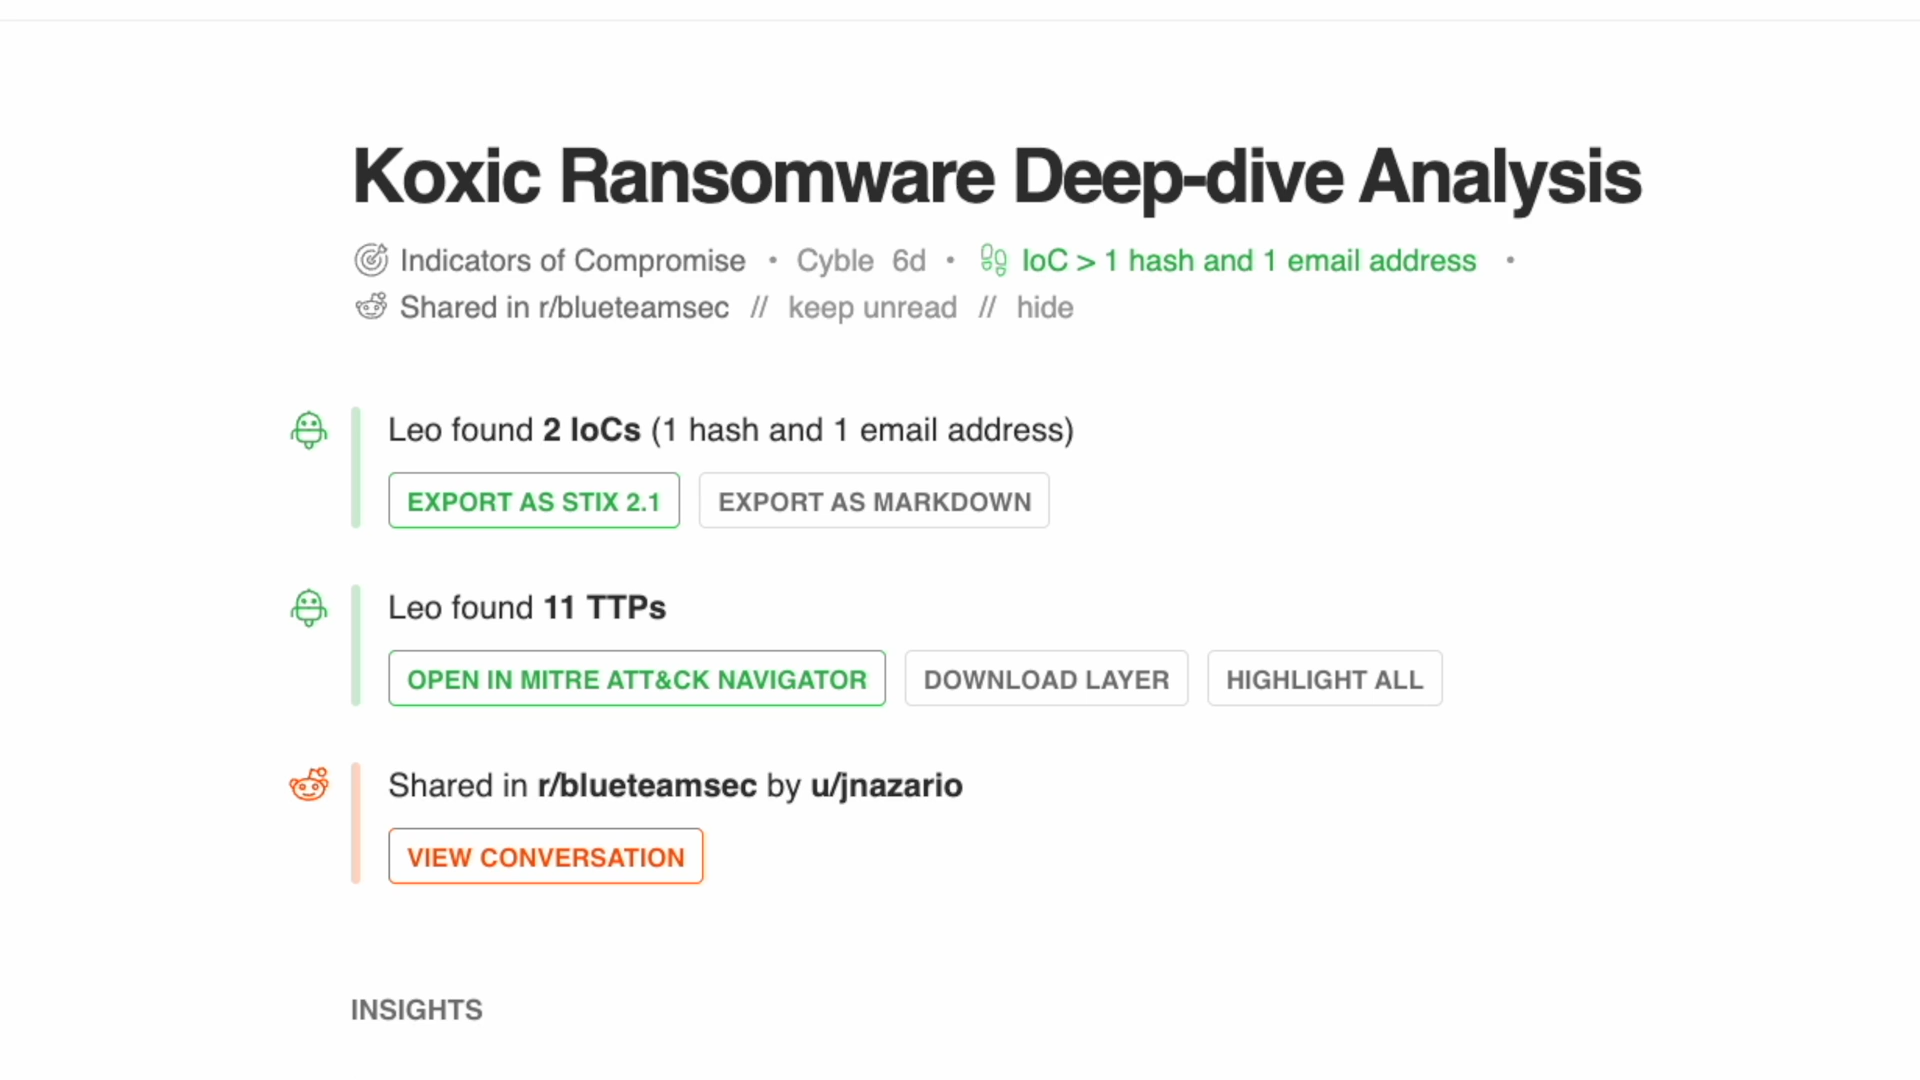 Koxic Ransomware Deep-dive Analysis
Indicators of Compromise • Cyble 6d • IoC > 1 hash and 1 email address •
Shared in r/blueteamsec // keep unread // hide
Leo found 2 IoCs (1 hash and 1 email address)
EXPORT AS STIX 2.1 EXPORT AS MARKDOWN
Leo found 11 TTPs
OPEN IN MITRE ATT&CK NAVIGATOR DOWNLOAD LAYER HIGHLIGHT ALL
Shared in r/blueteamsec by u/jnazario
VIEW CONVERSATION
INSIGHTS